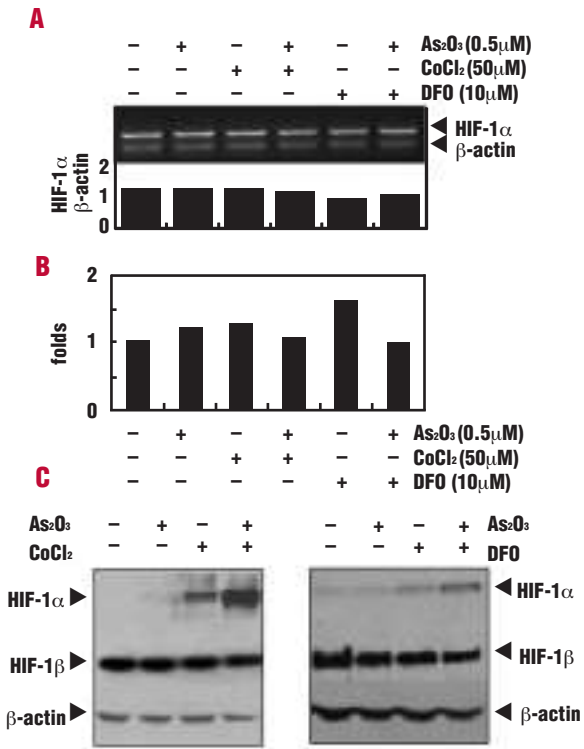 A
– + – + – + As₂O₃ (0.5μM)
– – + + – – CoCl₂ (50μM)
– – – – + + DFO (10μM)
HIF-1α
β-actin
HIF-1α
β-actin
2
1
0
B
folds
2
1
0
– + – + – + As₂O₃ (0.5μM)
– – + + – – CoCl₂ (50μM)
– – – – + + DFO (10μM)
C
As₂O₃ – + – + – + – + As₂O₃
CoCl₂ – – + + – – + + DFO
HIF-1α HIF-1α
HIF-1β HIF-1β
β-actin β-actin